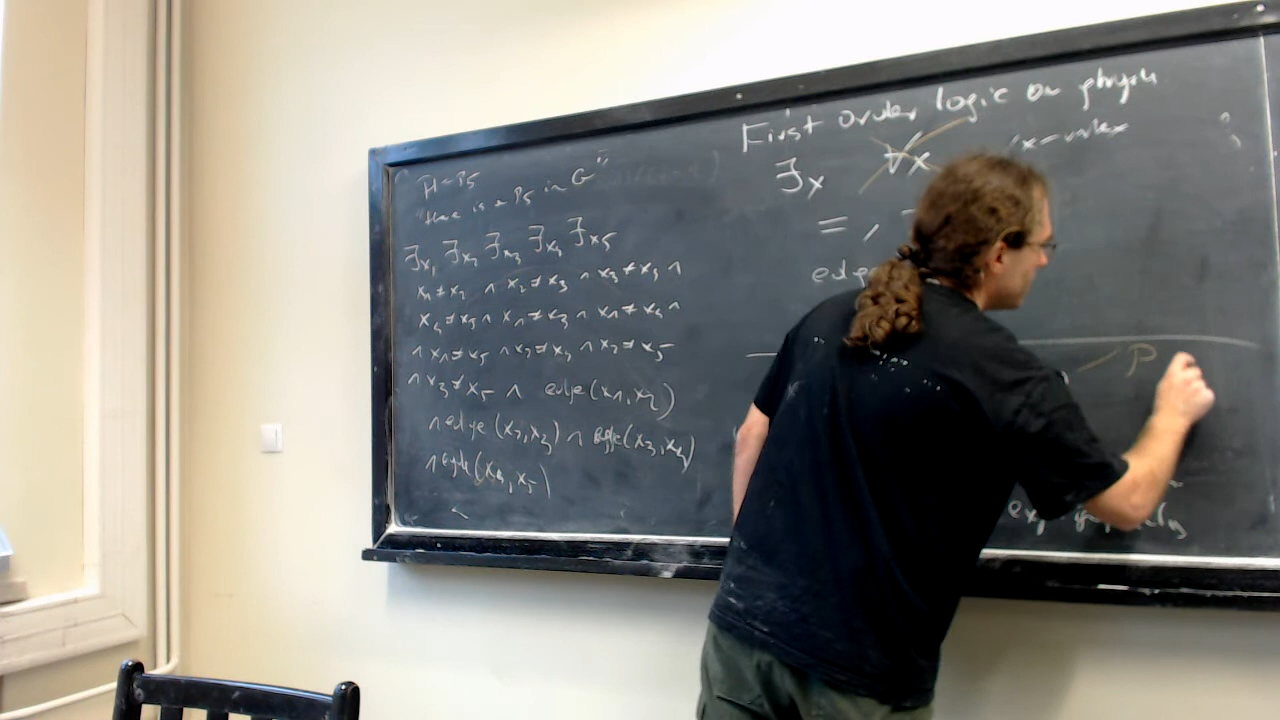 H = P5
"there is a P5 in G"
∃x1 ∃x2 ∃x3 ∃x4 ∃x5
x1≠x2 ∧ x2≠x3 ∧ x3≠x4 ∧
x4≠x5 ∧ x1≠x3 ∧ x1≠x4 ∧
∧ x1≠x5 ∧ x2≠x4 ∧ x2≠x5
∧ x3≠x5 ∧ edge(x1,x2)
∧ edge(x2,x3) ∧ edge(x3,x4)
∧ edge(x4,x5)
First order logic on
∃x ∀x
= ,
edge
P